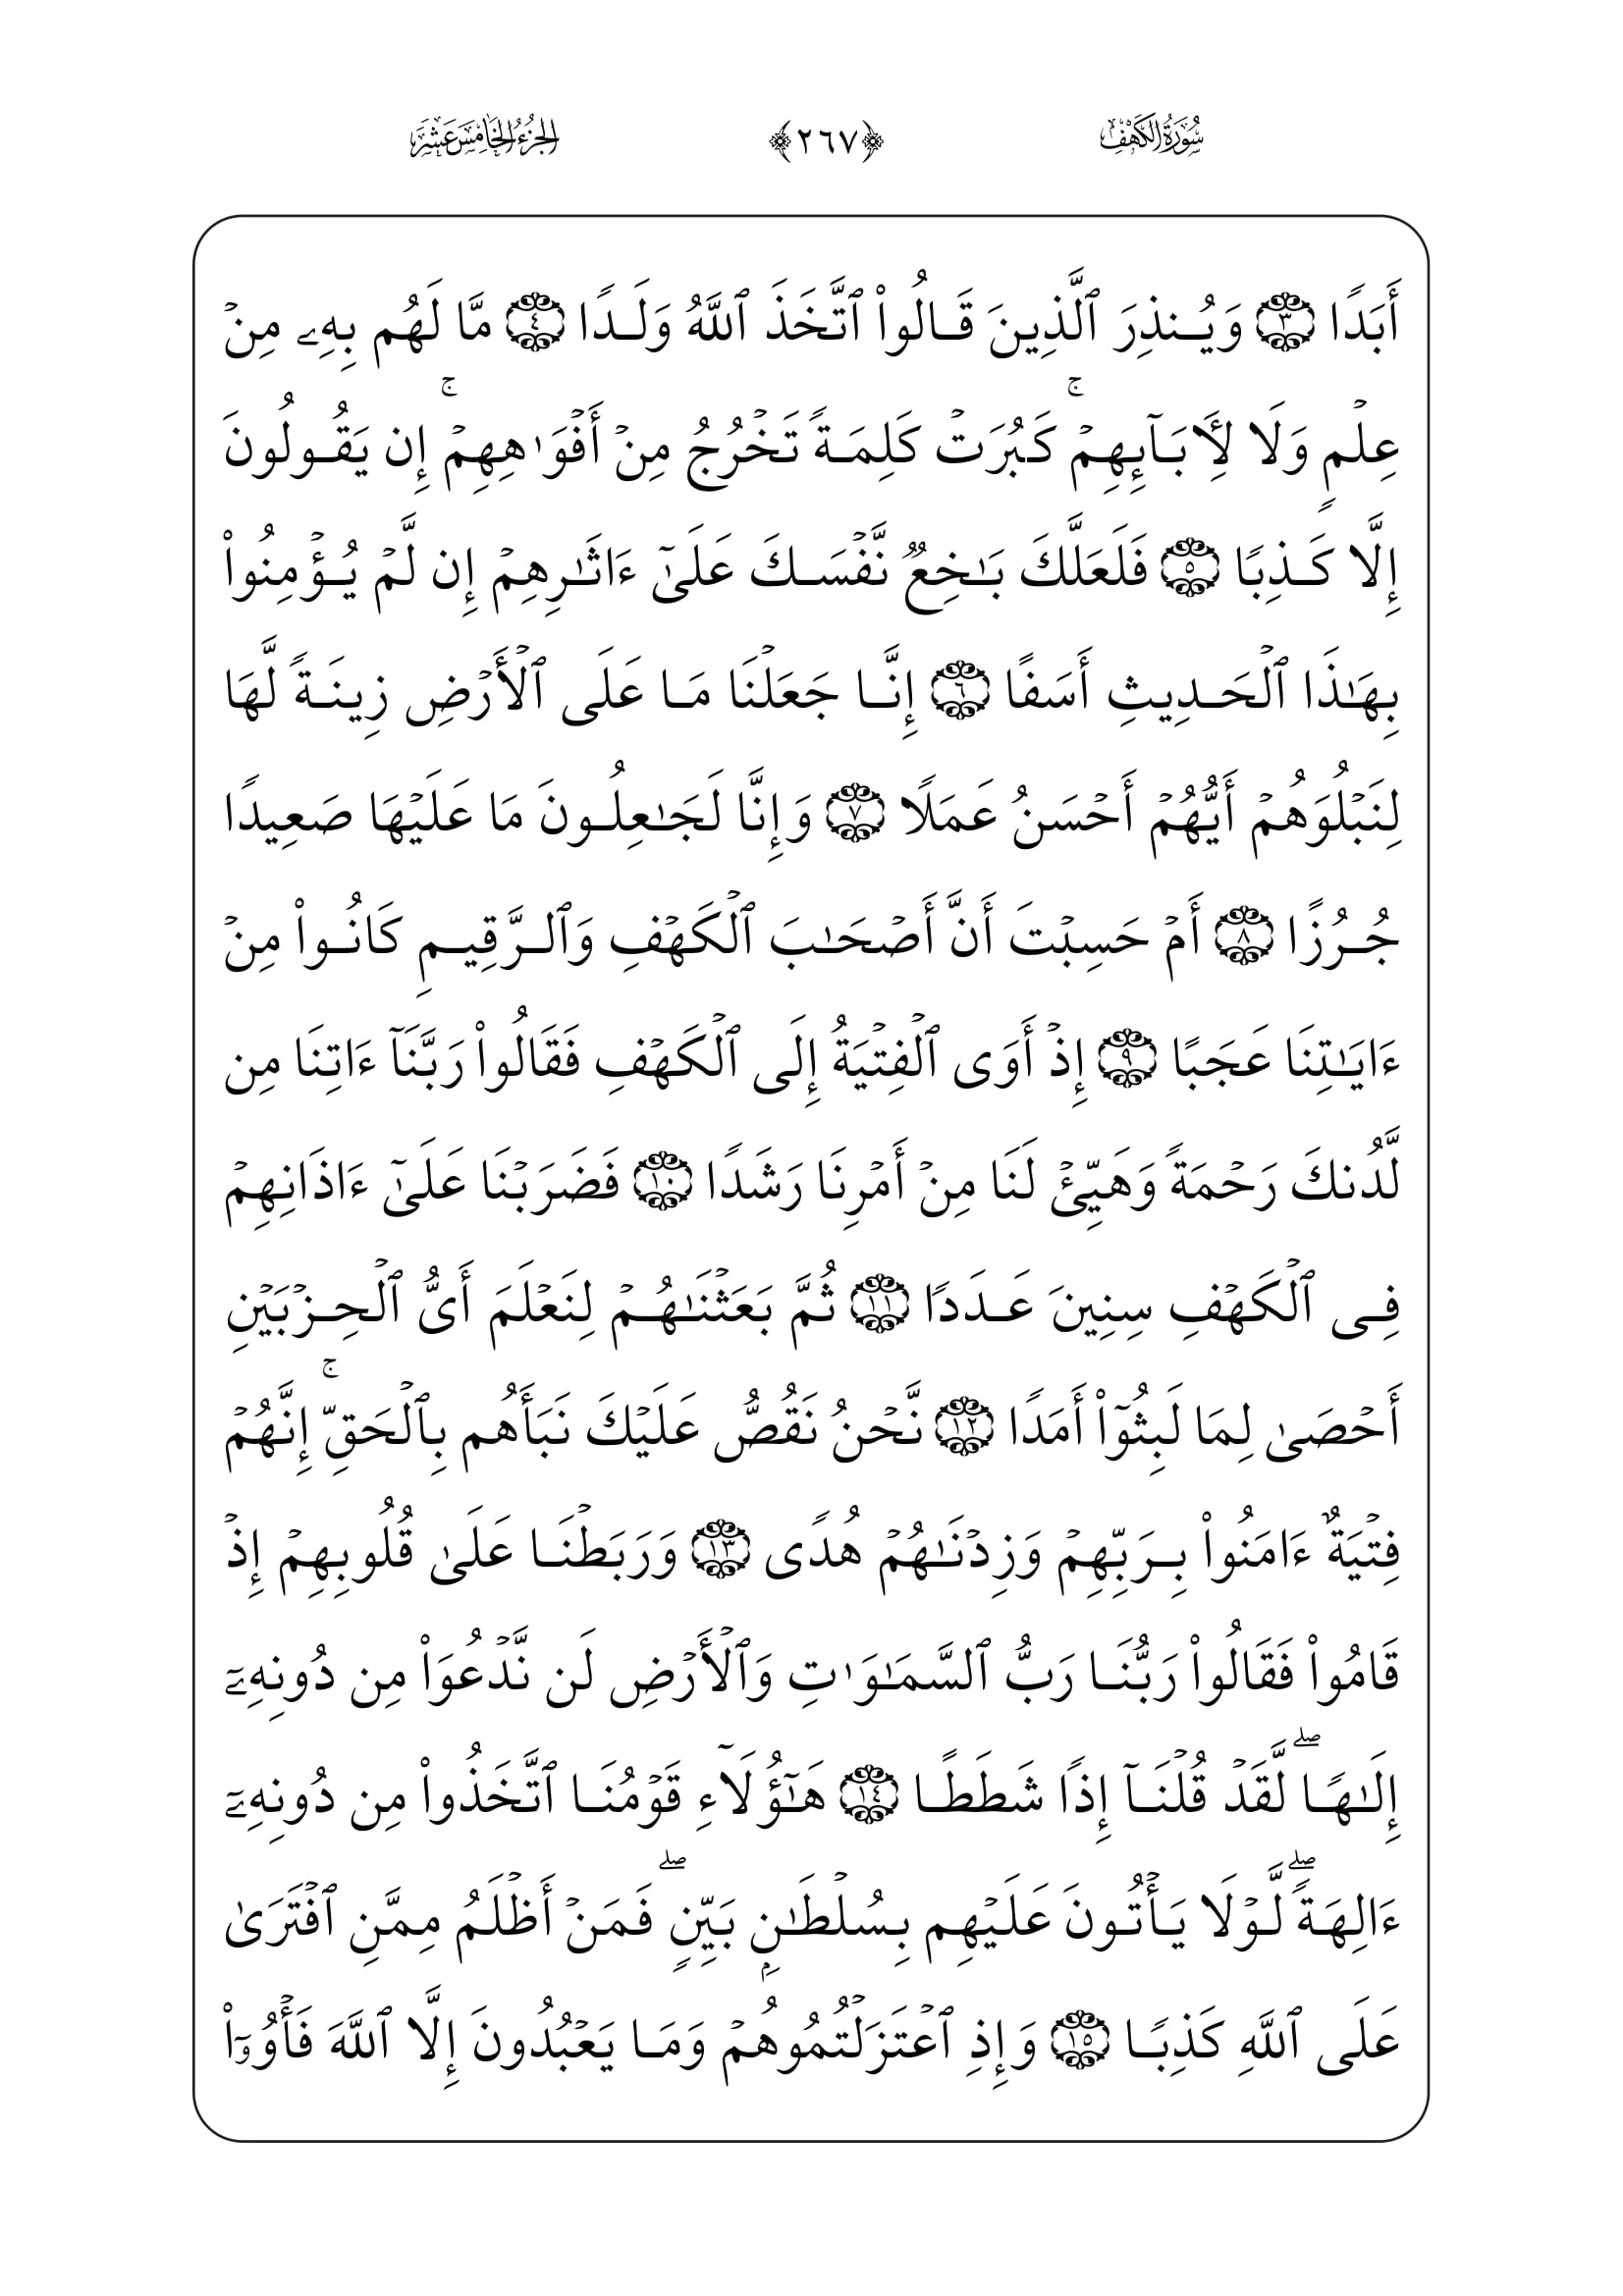 سُورَةُ الكَهْفِ ﴿٢٦٧﴾ الجُزْءُ الخَامِسَ عَشَرَ
أَبَدًا ٣ وَيُنذِرَ ٱلَّذِينَ قَالُوا۟ ٱتَّخَذَ ٱللَّهُ وَلَدًا ٤ مَّا لَهُم بِهِۦ مِنۡ
عِلۡمٍ وَلَا لِأَبَآئِهِمۡۚ كَبُرَتۡ كَلِمَةً تَخۡرُجُ مِنۡ أَفۡوَٰهِهِمۡۚ إِن يَقُولُونَ
إِلَّا كَذِبًا ٥ فَلَعَلَّكَ بَـٰخِعٌ نَّفۡسَكَ عَلَىٰٓ ءَاثَـٰرِهِمۡ إِن لَّمۡ يُؤۡمِنُوا۟
بِهَـٰذَا ٱلۡحَدِيثِ أَسَفًا ٦ إِنَّا جَعَلۡنَا مَا عَلَى ٱلۡأَرۡضِ زِينَةً لَّهَا
لِنَبۡلُوَهُمۡ أَيُّهُمۡ أَحۡسَنُ عَمَلًا ٧ وَإِنَّا لَجَـٰعِلُونَ مَا عَلَيۡهَا صَعِيدًا
جُرُزًا ٨ أَمۡ حَسِبۡتَ أَنَّ أَصۡحَـٰبَ ٱلۡكَهۡفِ وَٱلرَّقِيمِ كَانُوا۟ مِنۡ
ءَايَـٰتِنَا عَجَبًا ٩ إِذۡ أَوَى ٱلۡفِتۡيَةُ إِلَى ٱلۡكَهۡفِ فَقَالُوا۟ رَبَّنَآ ءَاتِنَا مِن
لَّدُنكَ رَحۡمَةً وَهَيِّئۡ لَنَا مِنۡ أَمۡرِنَا رَشَدًا ١٠ فَضَرَبۡنَا عَلَىٰٓ ءَاذَانِهِمۡ
فِى ٱلۡكَهۡفِ سِنِينَ عَدَدًا ١١ ثُمَّ بَعَثۡنَـٰهُمۡ لِنَعۡلَمَ أَىُّ ٱلۡحِزۡبَيۡنِ
أَحۡصَىٰ لِمَا لَبِثُوٓا۟ أَمَدًا ١٢ نَّحۡنُ نَقُصُّ عَلَيۡكَ نَبَأَهُم بِٱلۡحَقِّۚ إِنَّهُمۡ
فِتۡيَةٌ ءَامَنُوا۟ بِرَبِّهِمۡ وَزِدۡنَـٰهُمۡ هُدًى ١٣ وَرَبَطۡنَا عَلَىٰ قُلُوبِهِمۡ إِذۡ
قَامُوا۟ فَقَالُوا۟ رَبُّنَا رَبُّ ٱلسَّمَـٰوَٰتِ وَٱلۡأَرۡضِ لَن نَّدۡعُوَا۟ مِن دُونِهِۦٓ
إِلَـٰهًاۖ لَّقَدۡ قُلۡنَآ إِذًا شَطَطًا ١٤ هَـٰٓؤُلَآءِ قَوۡمُنَا ٱتَّخَذُوا۟ مِن دُونِهِۦٓ
ءَالِهَةًۖ لَّوۡلَا يَأۡتُونَ عَلَيۡهِم بِسُلۡطَـٰنٍۭ بَيِّنٍۖ فَمَنۡ أَظۡلَمُ مِمَّنِ ٱفۡتَرَىٰ
عَلَى ٱللَّهِ كَذِبًا ١٥ وَإِذِ ٱعۡتَزَلۡتُمُوهُمۡ وَمَا يَعۡبُدُونَ إِلَّا ٱللَّهَ فَأۡوُۥٓا۟